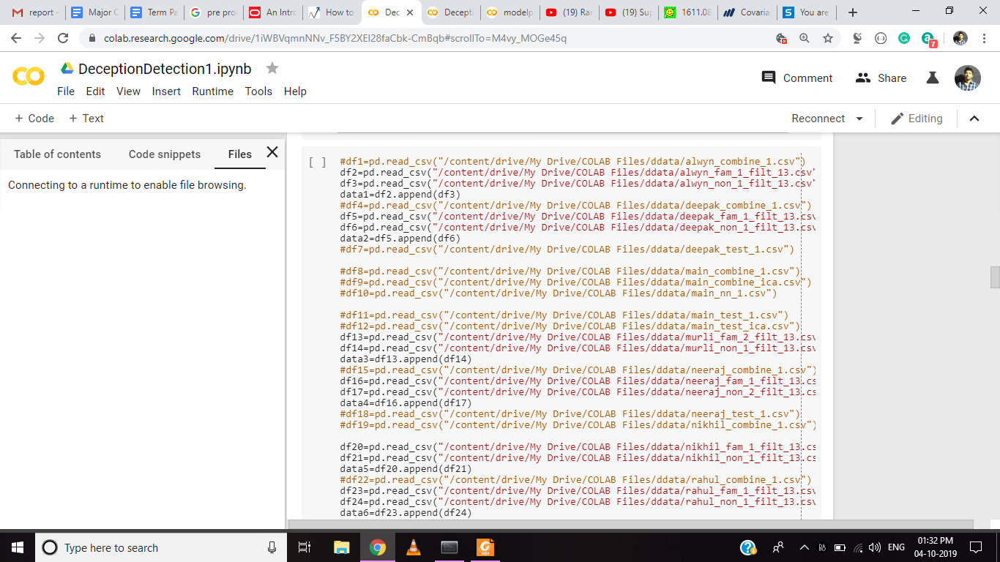 report -
Major C
Term Pa
pre pro
An Intro
How to
Dec
Decepti
modelp
(19) Rar
(19) Sup
1611.08
Covaria
You are
colab.research.google.com/drive/1iWBVqmnNNv_F5BY2XEl28faCbk-CmBqb#scrollTo=M4vy_MOGe45q
7
DeceptionDetection1.ipynb
Comment
Share
File Edit View Insert Runtime Tools Help
+ Code + Text
Reconnect
Editing
Table of contents Code snippets Files
Connecting to a runtime to enable file browsing.
[ ]
#df1=pd.read_csv("/content/drive/My Drive/COLAB Files/ddata/alwyn_combine_1.csv")
df2=pd.read_csv("/content/drive/My Drive/COLAB Files/ddata/alwyn_fam_1_filt_13.csv"
df3=pd.read_csv("/content/drive/My Drive/COLAB Files/ddata/alwyn_non_1_filt_13.csv"
data1=df2.append(df3)
#df4=pd.read_csv("/content/drive/My Drive/COLAB Files/ddata/deepak_combine_1.csv")
df5=pd.read_csv("/content/drive/My Drive/COLAB Files/ddata/deepak_fam_1_filt_13.csv
df6=pd.read_csv("/content/drive/My Drive/COLAB Files/ddata/deepak_non_1_filt_13.csv
data2=df5.append(df6)
#df7=pd.read_csv("/content/drive/My Drive/COLAB Files/ddata/deepak_test_1.csv")
#df8=pd.read_csv("/content/drive/My Drive/COLAB Files/ddata/main_combine_1.csv")
#df9=pd.read_csv("/content/drive/My Drive/COLAB Files/ddata/main_combine_ica.csv")
#df10=pd.read_csv("/content/drive/My Drive/COLAB Files/ddata/main_nn_1.csv")
#df11=pd.read_csv("/content/drive/My Drive/COLAB Files/ddata/main_test_1.csv")
#df12=pd.read_csv("/content/drive/My Drive/COLAB Files/ddata/main_test_ica.csv")
df13=pd.read_csv("/content/drive/My Drive/COLAB Files/ddata/murli_fam_2_filt_13.csv
df14=pd.read_csv("/content/drive/My Drive/COLAB Files/ddata/murli_non_1_filt_13.csv
data3=df13.append(df14)
#df15=pd.read_csv("/content/drive/My Drive/COLAB Files/ddata/neeraj_combine_1.csv")
df16=pd.read_csv("/content/drive/My Drive/COLAB Files/ddata/neeraj_fam_1_filt_13.cs
df17=pd.read_csv("/content/drive/My Drive/COLAB Files/ddata/neeraj_non_2_filt_13.cs
data4=df16.append(df17)
#df18=pd.read_csv("/content/drive/My Drive/COLAB Files/ddata/neeraj_test_1.csv")
#df19=pd.read_csv("/content/drive/My Drive/COLAB Files/ddata/nikhil_combine_1.csv")
df20=pd.read_csv("/content/drive/My Drive/COLAB Files/ddata/nikhil_fam_1_filt_13.cs
df21=pd.read_csv("/content/drive/My Drive/COLAB Files/ddata/nikhil_non_1_filt_13.cs
data5=df20.append(df21)
#df22=pd.read_csv("/content/drive/My Drive/COLAB Files/ddata/rahul_combine_1.csv")
df23=pd.read_csv("/content/drive/My Drive/COLAB Files/ddata/rahul_fam_1_filt_13.csv
df24=pd.read_csv("/content/drive/My Drive/COLAB Files/ddata/rahul_non_1_filt_13.csv
data6=df23.append(df24)
Type here to search
ENG
01:32 PM
04-10-2019